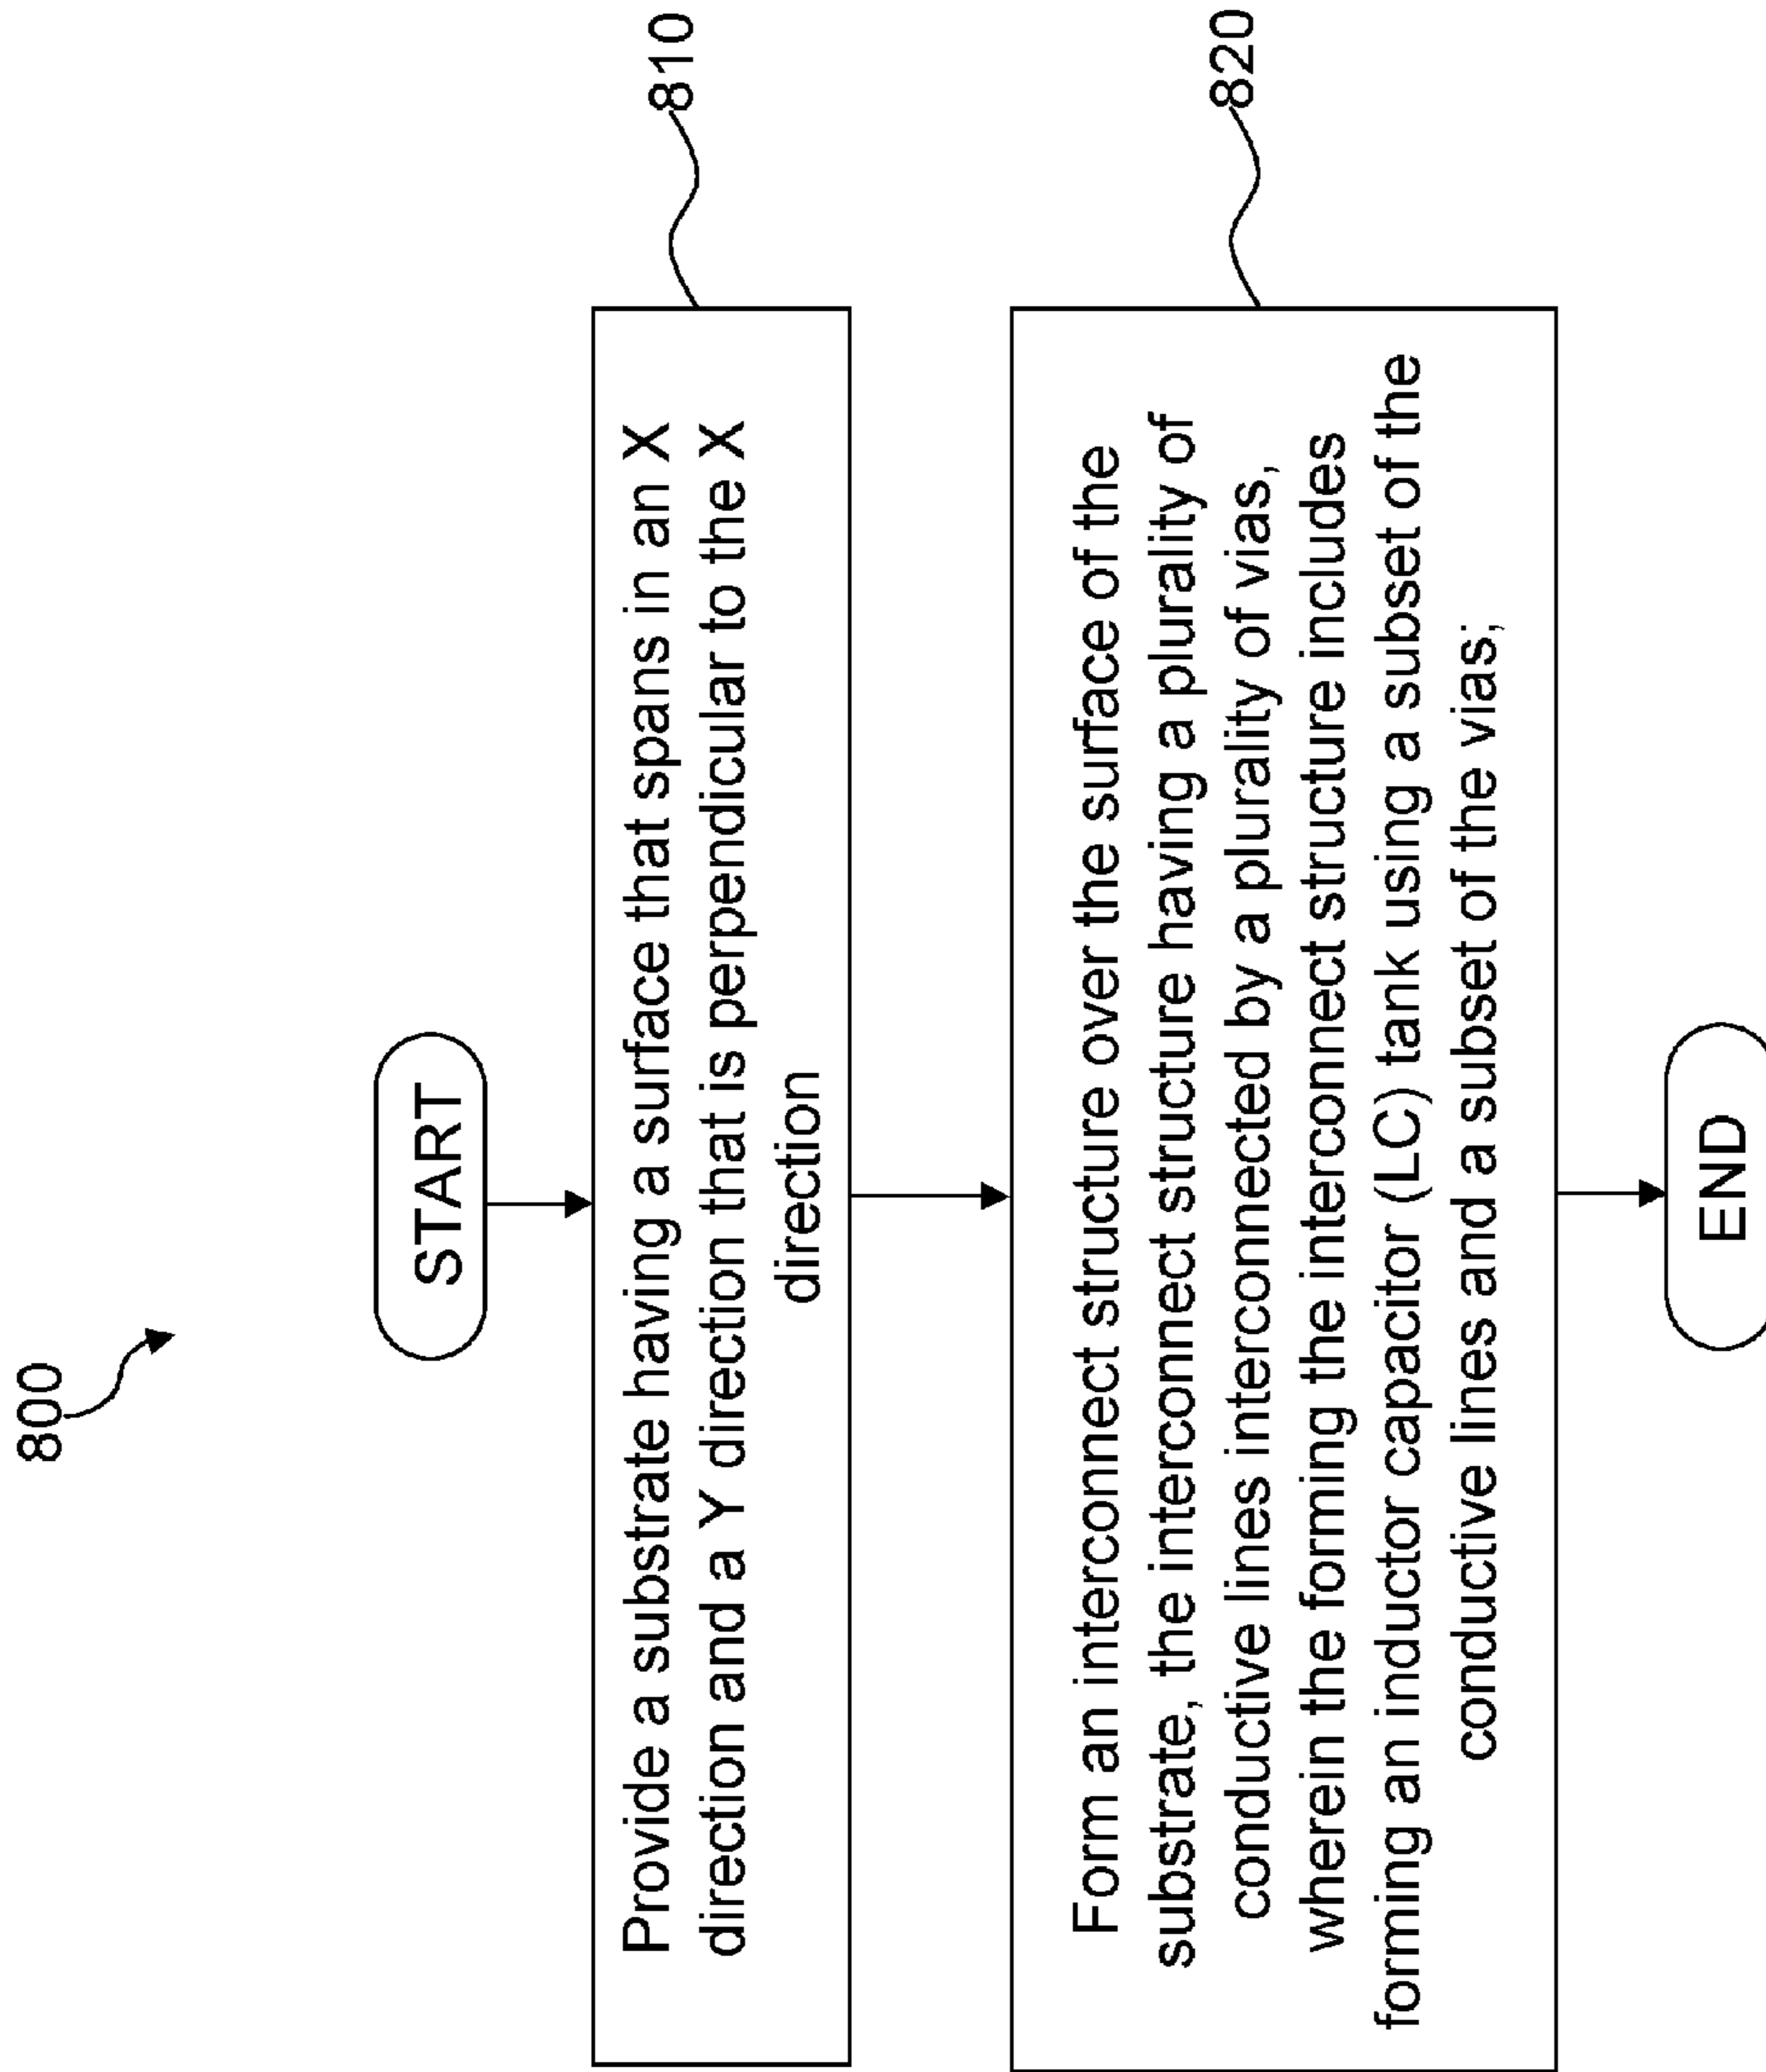 800
START
Provide a substrate having a surface that spans in an X
direction and a Y direction that is perpendicular to the X
direction
810
Form an interconnect structure over the surface of the
substrate, the interconnect structure having a plurality of
conductive lines interconnected by a plurality of vias,
wherein the forming the interconnect structure includes
forming an inductor capacitor (LC) tank using a subset of the
conductive lines and a subset of the vias;
820
END